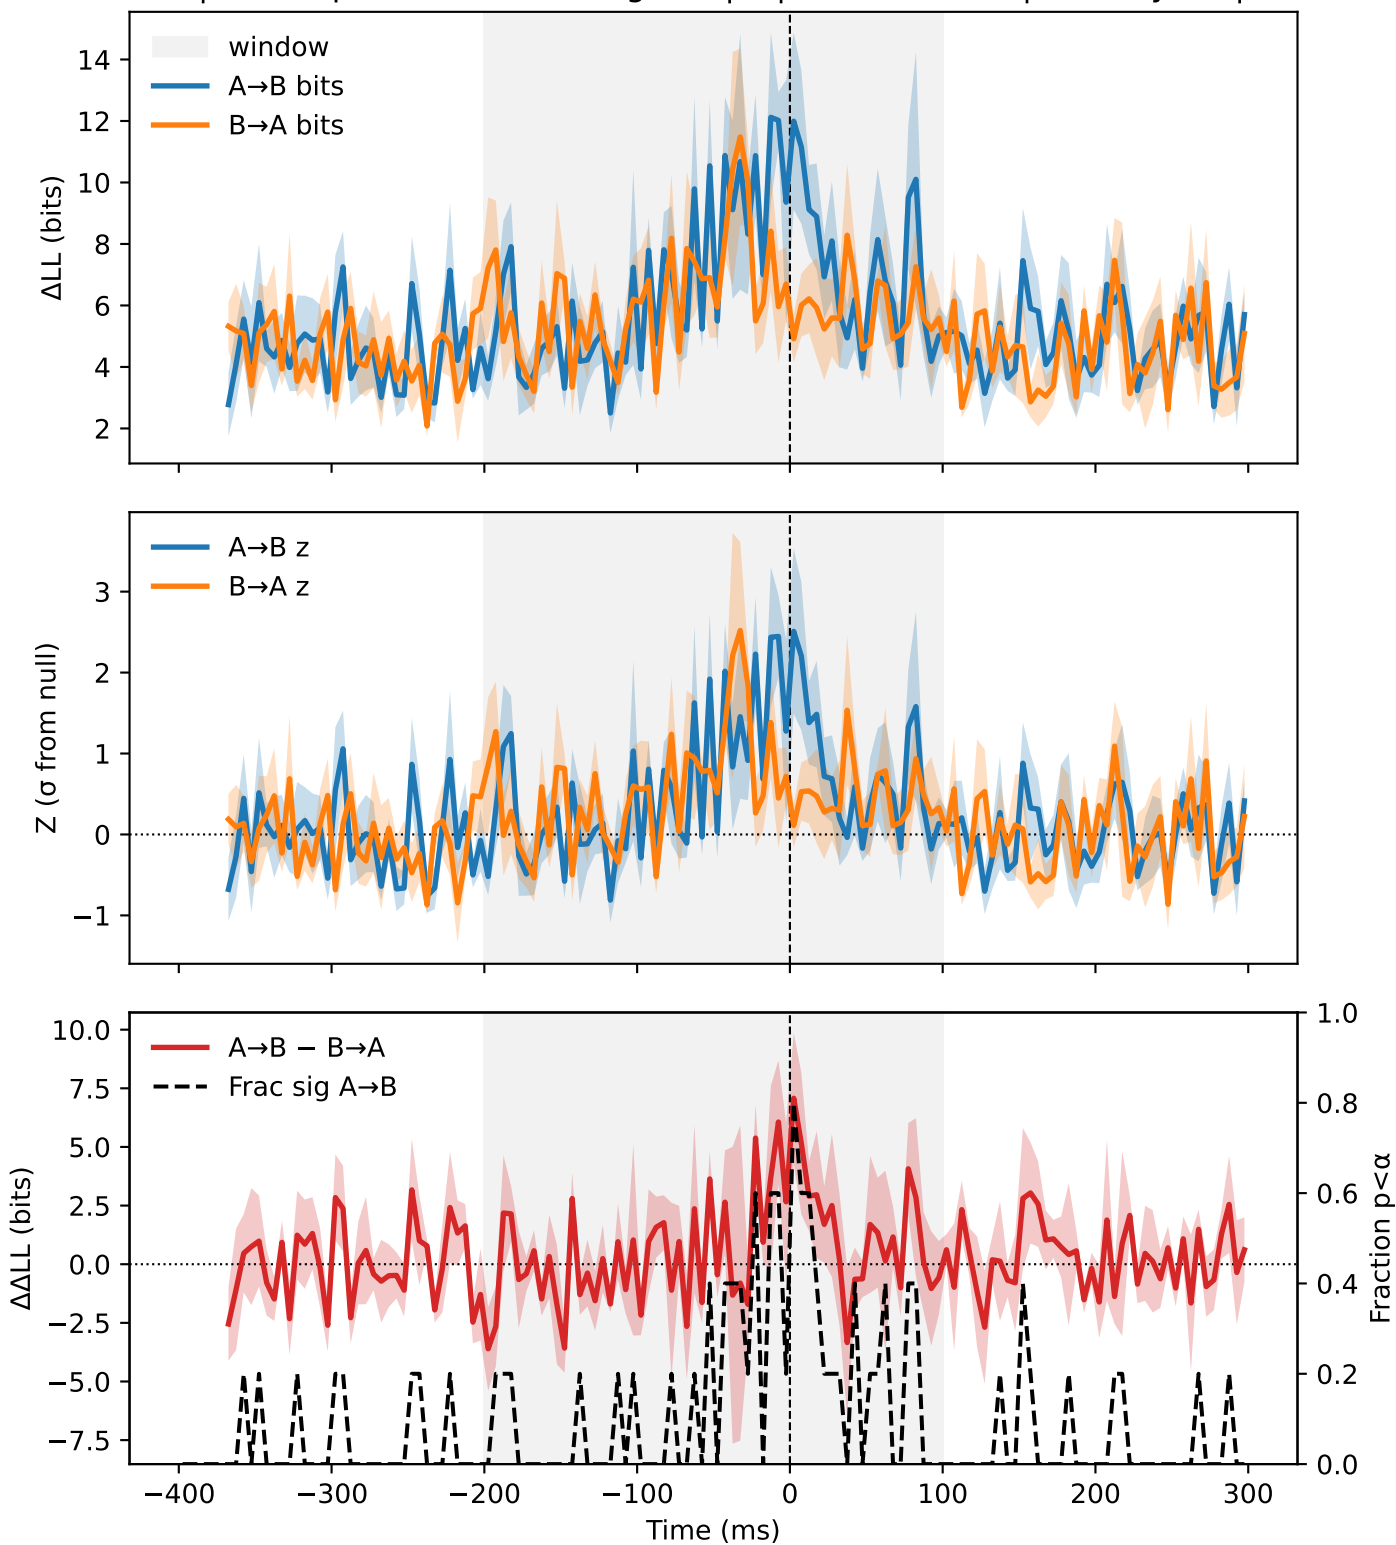 14
12
10
8
6
4
2
ΔLL (bits)
window
A→B bits
B→A bits
3
2
1
0
−1
Z (σ from null)
A→B z
B→A z
10.0
7.5
5.0
2.5
0.0
−2.5
−5.0
−7.5
ΔΔLL (bits)
A→B − B→A
Frac sig A→B
1.0
0.8
0.6
0.4
0.2
0.0
Fraction p<α
−400 −300 −200 −100 0 100 200 300
Time (ms)